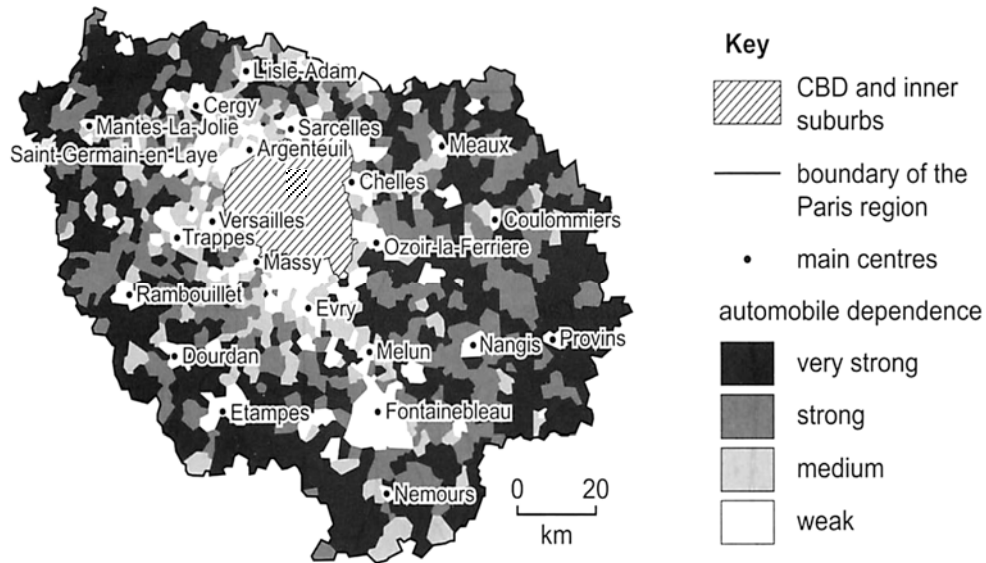 L'isle-Adam
Cergy
Mantes-La-Jolie
Sarcelles
Saint-Germain-en-Laye
Argenteuil
Meaux
Chelles
Versailles
Coulommiers
Trappes
Ozoir-la-Ferriere
Massy
Rambouillet
Evry
Dourdan
Melun
Nangis
Provins
Etampes
Fontainebleau
Nemours
0 20
km
Key
CBD and inner
suburbs
boundary of the
Paris region
main centres
automobile dependence
very strong
strong
medium
weak